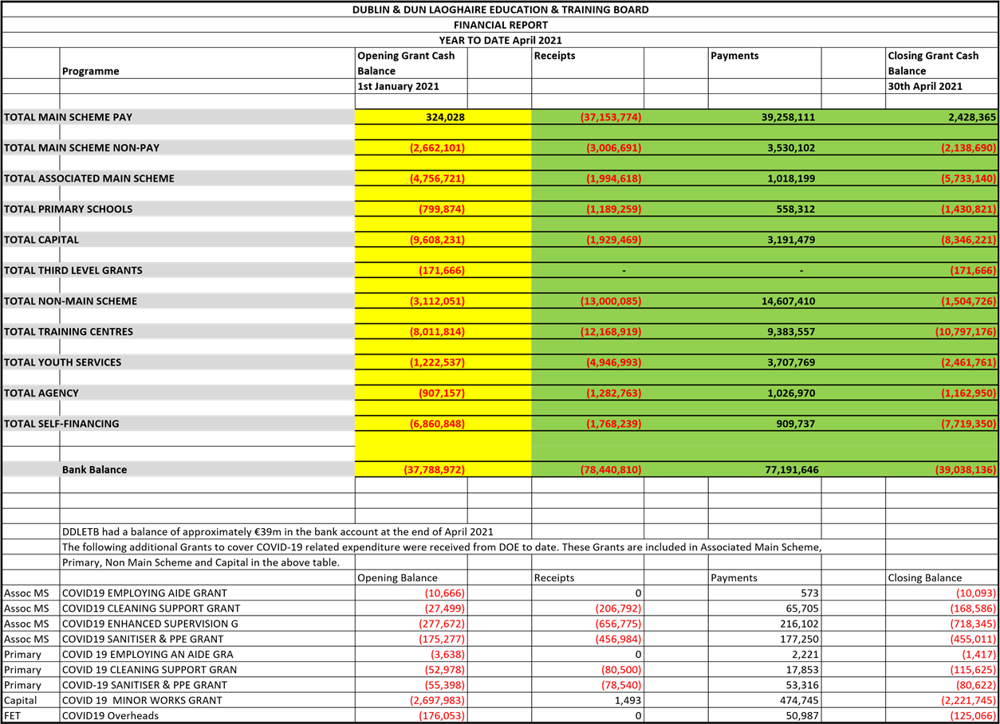 DUBLIN & DUN LAOGHAIRE EDUCATION & TRAINING BOARD
FINANCIAL REPORT
YEAR TO DATE April 2021
Programme Opening Grant Cash Balance Receipts Payments Closing Grant Cash Balance
1st January 2021 30th April 2021
TOTAL MAIN SCHEME PAY 324,028 (37,153,774) 39,258,111 2,428,365
TOTAL MAIN SCHEME NON-PAY (2,662,101) (3,006,691) 3,530,102 (2,138,690)
TOTAL ASSOCIATED MAIN SCHEME (4,756,721) (1,994,618) 1,018,199 (5,733,140)
TOTAL PRIMARY SCHOOLS (799,874) (1,189,259) 558,312 (1,430,821)
TOTAL CAPITAL (9,608,231) (1,929,469) 3,191,479 (8,346,221)
TOTAL THIRD LEVEL GRANTS (171,666) - - (171,666)
TOTAL NON-MAIN SCHEME (3,112,051) (13,000,085) 14,607,410 (1,504,726)
TOTAL TRAINING CENTRES (8,011,814) (12,168,919) 9,383,557 (10,797,176)
TOTAL YOUTH SERVICES (1,222,537) (4,946,993) 3,707,769 (2,461,761)
TOTAL AGENCY (907,157) (1,282,763) 1,026,970 (1,162,950)
TOTAL SELF-FINANCING (6,860,848) (1,768,239) 909,737 (7,719,350)
Bank Balance (37,788,972) (78,440,810) 77,191,646 (39,038,136)
DDLETB had a balance of approximately €39m in the bank account at the end of April 2021
The following additional Grants to cover COVID-19 related expenditure were received from DOE to date. These Grants are included in Associated Main Scheme,
Primary, Non Main Scheme and Capital in the above table.
Opening Balance Receipts Payments Closing Balance
Assoc MS COVID19 EMPLOYING AIDE GRANT (10,666) 0 573 (10,093)
Assoc MS COVID19 CLEANING SUPPORT GRANT (27,499) (206,792) 65,705 (168,586)
Assoc MS COVID19 ENHANCED SUPERVISION G (277,672) (656,775) 216,102 (718,345)
Assoc MS COVID19 SANITISER & PPE GRANT (175,277) (456,984) 177,250 (455,011)
Primary COVID 19 EMPLOYING AN AIDE GRA (3,638) 0 2,221 (1,417)
Primary COVID 19 CLEANING SUPPORT GRAN (52,978) (80,500) 17,853 (115,625)
Primary COVID-19 SANITISER & PPE GRANT (55,398) (78,540) 53,316 (80,622)
Capital COVID 19 MINOR WORKS GRANT (2,697,983) 1,493 474,745 (2,221,745)
FET COVID19 Overheads (176,053) 0 50,987 (125,066)